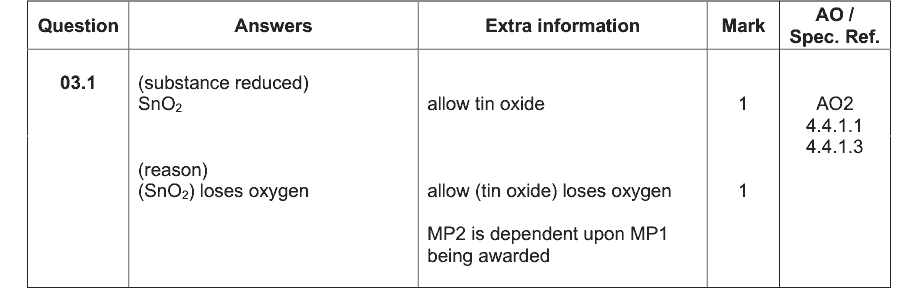 Question Answers Extra information Mark AO /
Spec. Ref.
03.1 (substance reduced)
SnO₂ allow tin oxide 1 AO2
4.4.1.1
4.4.1.3
(reason)
(SnO₂) loses oxygen allow (tin oxide) loses oxygen 1
MP2 is dependent upon MP1
being awarded